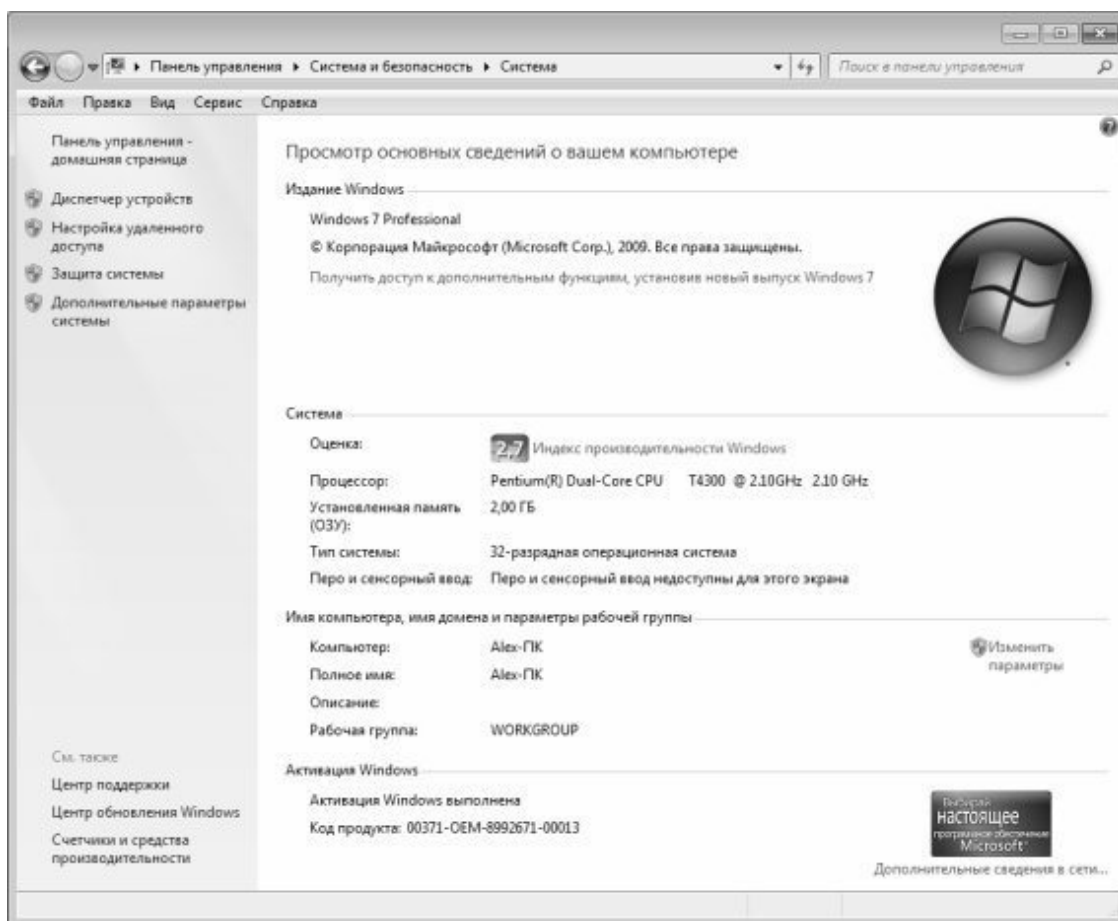 Панель управления ▸ Система и безопасность ▸ Система
Поиск в панели управления
Файл Правка Вид Сервис Справка
Панель управления -
домашняя страница
Диспетчер устройств
Настройка удаленного
доступа
Защита системы
Дополнительные параметры
системы
См. также
Центр поддержки
Центр обновления Windows
Счетчики и средства
производительности
Просмотр основных сведений о вашем компьютере
Издание Windows
Windows 7 Professional
© Корпорация Майкрософт (Microsoft Corp.), 2009. Все права защищены.
Получить доступ к дополнительным функциям, установив новый выпуск Windows 7
Система
Оценка: 2,7 Индекс производительности Windows
Процессор: Pentium(R) Dual-Core CPU T4300 @ 2.10GHz 2.10 GHz
Установленная память 2,00 ГБ
(ОЗУ):
Тип системы: 32-разрядная операционная система
Перо и сенсорный ввод: Перо и сенсорный ввод недоступны для этого экрана
Имя компьютера, имя домена и параметры рабочей группы
Компьютер: Alex-ПК
Изменить
параметры
Полное имя: Alex-ПК
Описание:
Рабочая группа: WORKGROUP
Активация Windows
Активация Windows выполнена
Код продукта: 00371-OEM-8992671-00013
Выбирай
настоящее
программное обеспечение
Microsoft
Дополнительные сведения в сети...